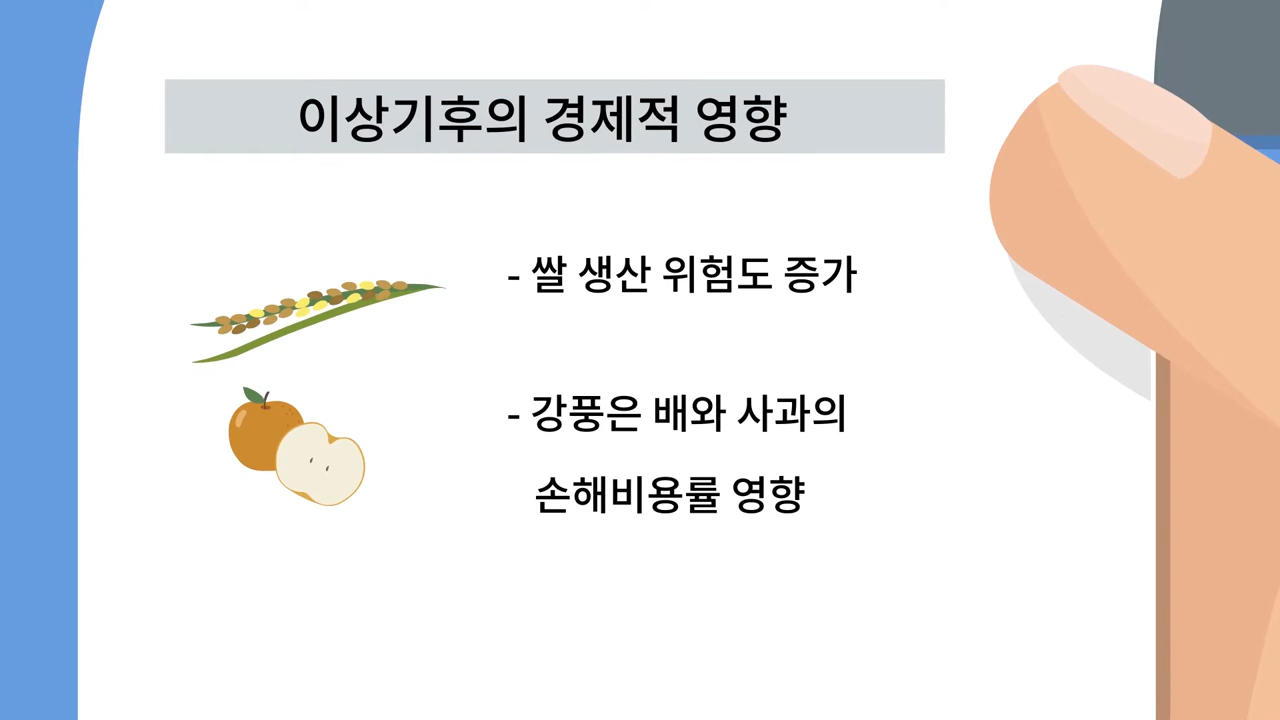 이상기후의 경제적 영향
- 쌀 생산 위험도 증가
- 강풍은 배와 사과의
손해비용률 영향